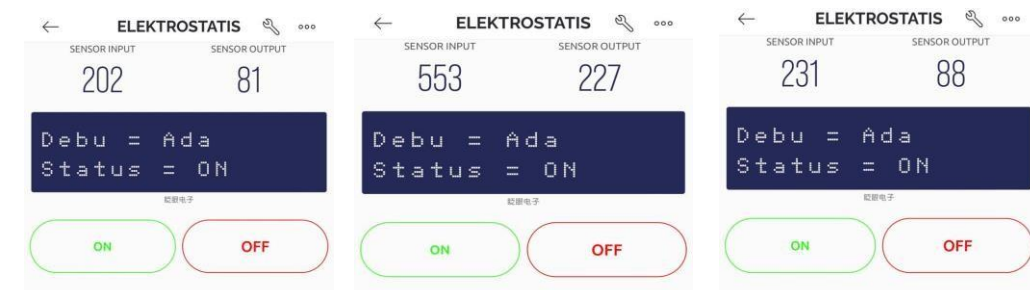 ELEKTROSTATIS
SENSOR INPUT SENSOR OUTPUT
202 81
Debu = Ada
Status = ON
ON OFF
ELEKTROSTATIS
SENSOR INPUT SENSOR OUTPUT
553 227
Debu = Ada
Status = ON
ON OFF
ELEKTROSTATIS
SENSOR INPUT SENSOR OUTPUT
231 88
Debu = Ada
Status = ON
ON OFF